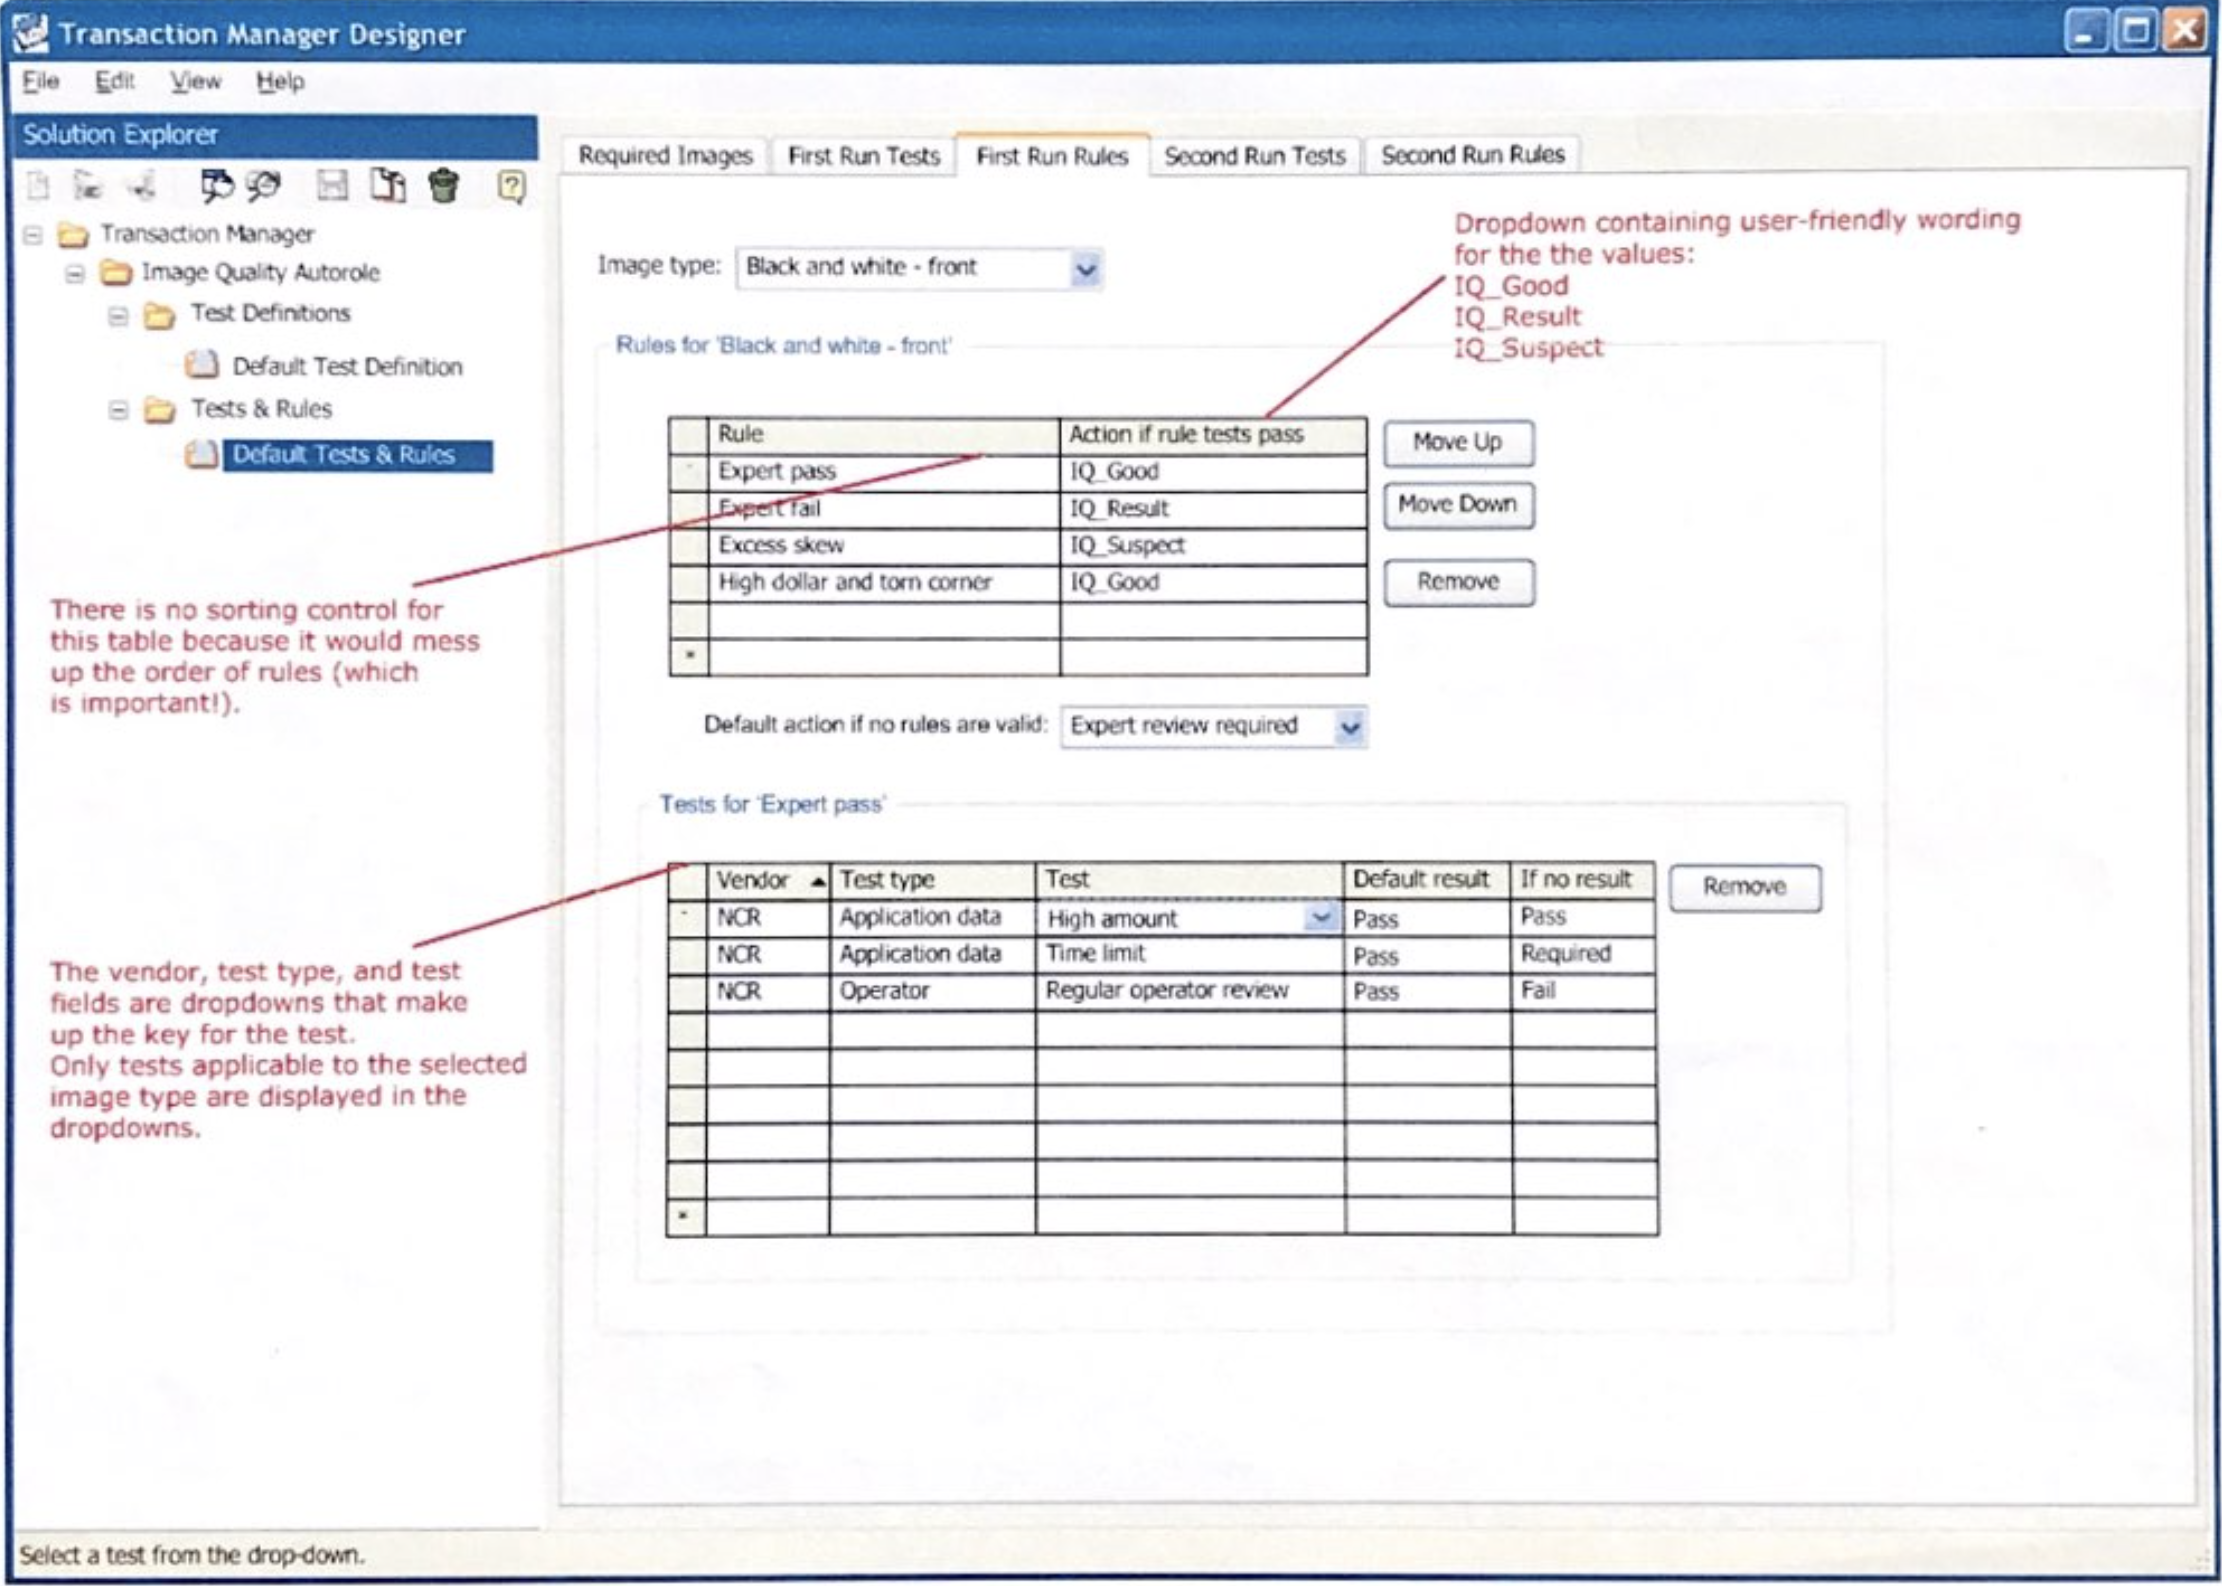 Transaction Manager Designer
File Edit View Help
Solution Explorer
Transaction Manager
Image Quality Autorole
Test Definitions
Default Test Definition
Tests & Rules
Default Tests & Rules
Required Images First Run Tests First Run Rules Second Run Tests Second Run Rules
Image type: Black and white - front
Dropdown containing user-friendly wording
for the the values:
IQ_Good
IQ_Result
IQ_Suspect
Rules for 'Black and white - front'
Rule Action if rule tests pass
Expert pass IQ_Good
Expert fail IQ_Result
Excess skew IQ_Suspect
High dollar and torn corner IQ_Good
*
Move Up
Move Down
Remove
There is no sorting control for
this table because it would mess
up the order of rules (which
is important!).
Default action if no rules are valid: Expert review required
Tests for 'Expert pass'
Vendor Test type Test Default result If no result
NCR Application data High amount Pass Pass
NCR Application data Time limit Pass Required
NCR Operator Regular operator review Pass Fail
*
Remove
The vendor, test type, and test
fields are dropdowns that make
up the key for the test.
Only tests applicable to the selected
image type are displayed in the
dropdowns.
Select a test from the drop-down.